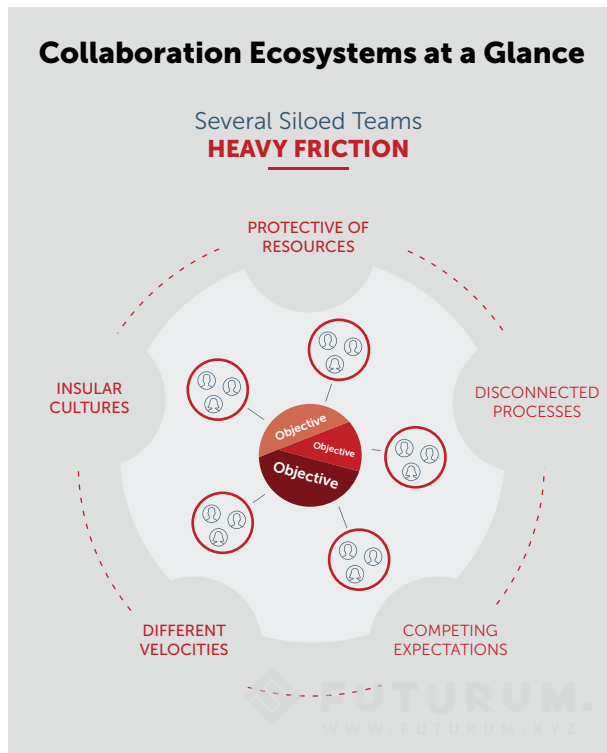 Collaboration Ecosystems at a Glance
Several Siloed Teams
HEAVY FRICTION
PROTECTIVE OF
RESOURCES
INSULAR
CULTURES
DISCONNECTED
PROCESSES
Objective
Objective
Objective
DIFFERENT
VELOCITIES
COMPETING
EXPECTATIONS
FUTURUM.
WWW.FUTURUM.XYZ